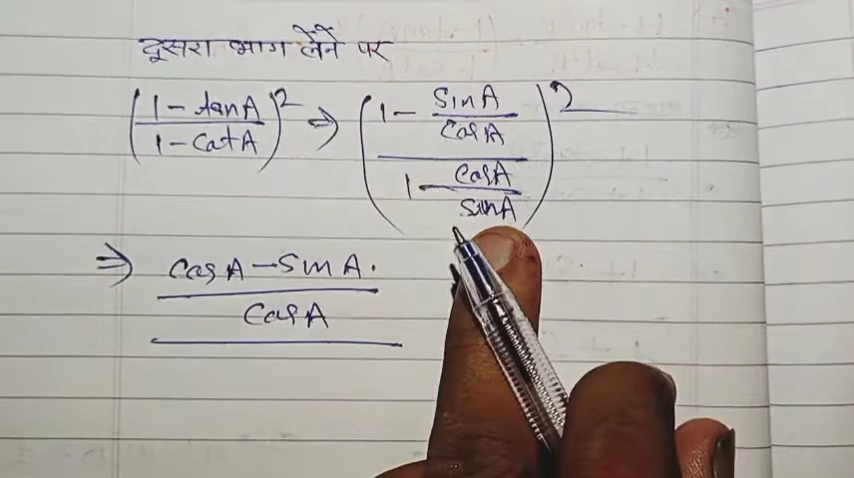 दूसरा भाग लेने पर
(1 - tanA / 1 - CotA)² ⇒ (1 - SinA/CosA / 1 - CosA/SinA)²
⇒ CosA - SinA. / CosA